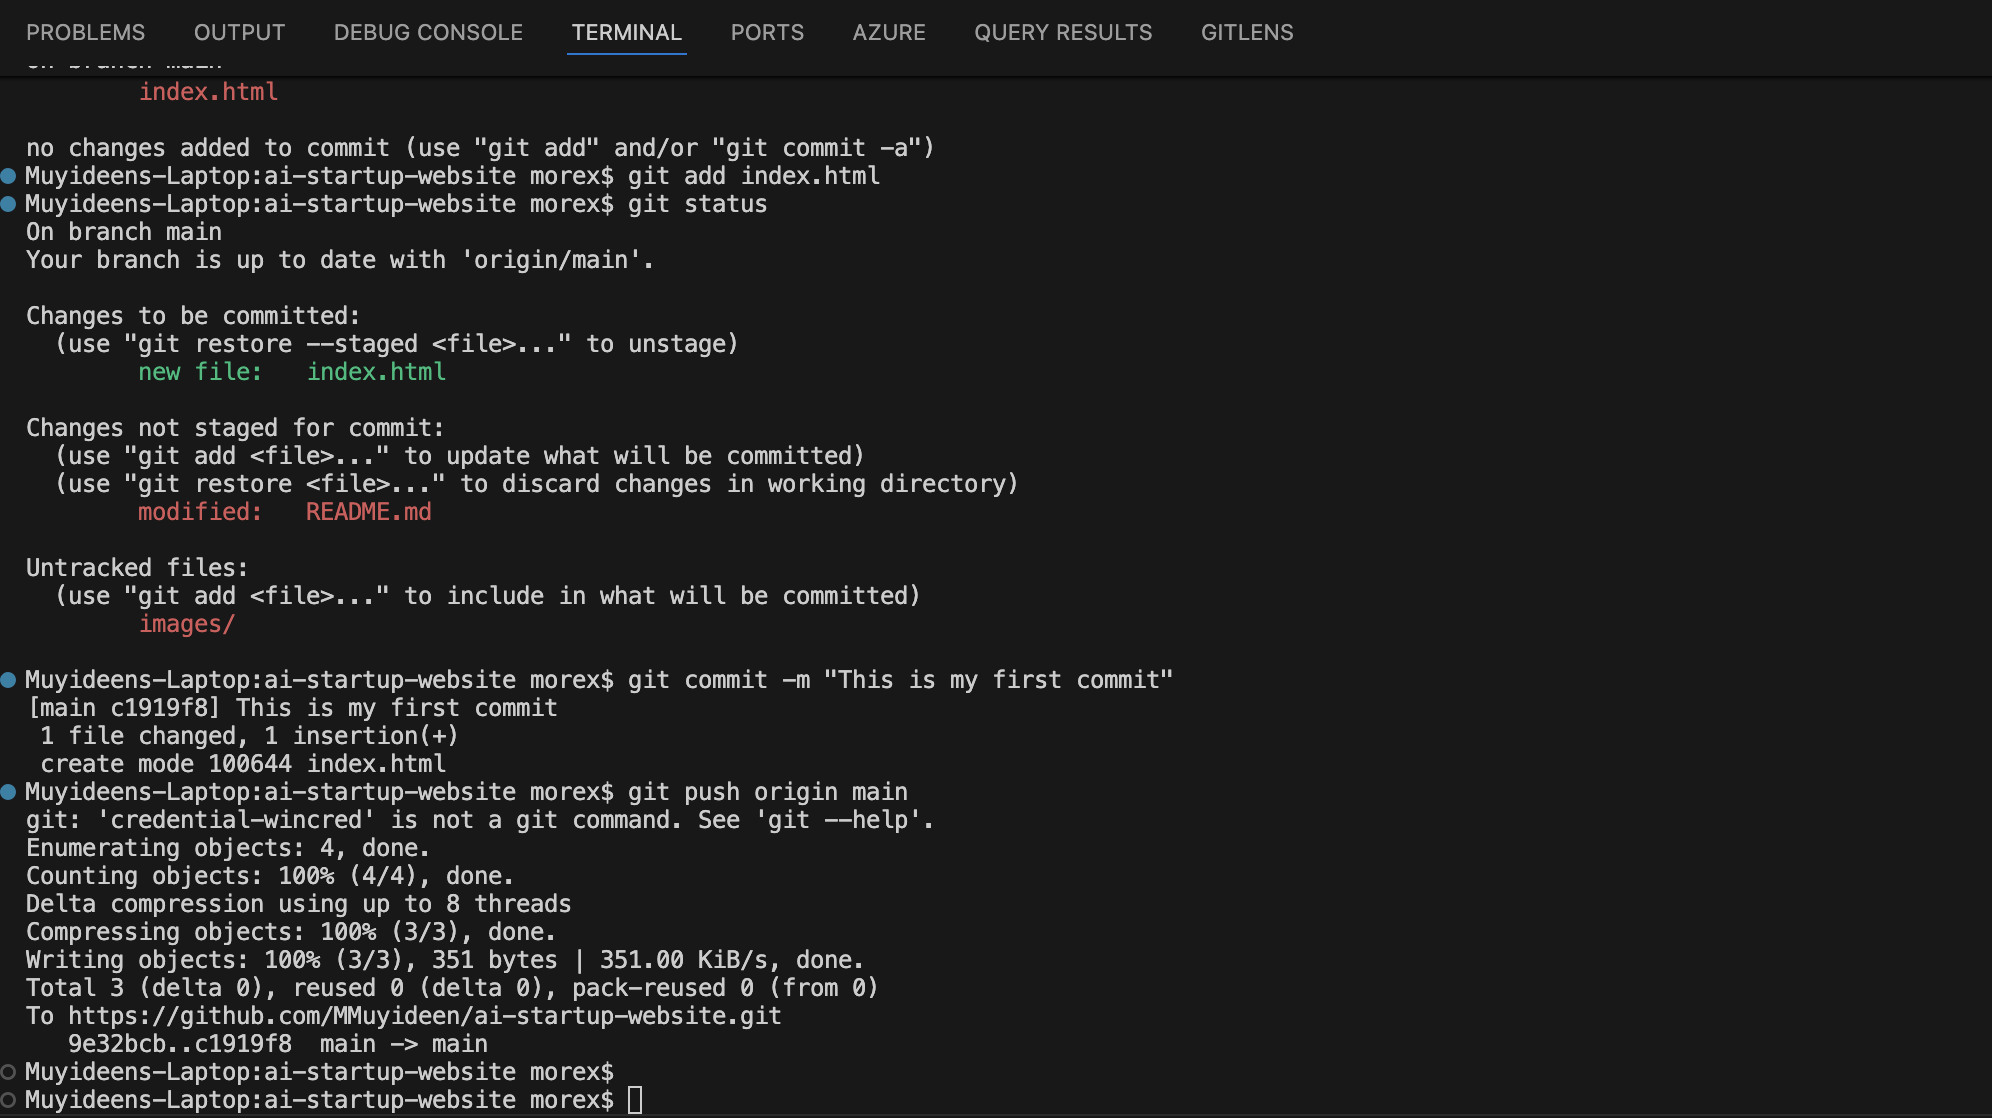 PROBLEMS OUTPUT DEBUG CONSOLE TERMINAL PORTS AZURE QUERY RESULTS GITLENS
On branch main
index.html
no changes added to commit (use "git add" and/or "git commit -a")
Muyideens-Laptop:ai-startup-website morex$ git add index.html
Muyideens-Laptop:ai-startup-website morex$ git status
On branch main
Your branch is up to date with 'origin/main'.
Changes to be committed:
(use "git restore --staged <file>..." to unstage)
new file:   index.html
Changes not staged for commit:
(use "git add <file>..." to update what will be committed)
(use "git restore <file>..." to discard changes in working directory)
modified:   README.md
Untracked files:
(use "git add <file>..." to include in what will be committed)
images/
Muyideens-Laptop:ai-startup-website morex$ git commit -m "This is my first commit"
[main c1919f8] This is my first commit
1 file changed, 1 insertion(+)
create mode 100644 index.html
Muyideens-Laptop:ai-startup-website morex$ git push origin main
git: 'credential-wincred' is not a git command. See 'git --help'.
Enumerating objects: 4, done.
Counting objects: 100% (4/4), done.
Delta compression using up to 8 threads
Compressing objects: 100% (3/3), done.
Writing objects: 100% (3/3), 351 bytes | 351.00 KiB/s, done.
Total 3 (delta 0), reused 0 (delta 0), pack-reused 0 (from 0)
To https://github.com/MMuyideen/ai-startup-website.git
9e32bcb..c1919f8  main -> main
Muyideens-Laptop:ai-startup-website morex$
Muyideens-Laptop:ai-startup-website morex$